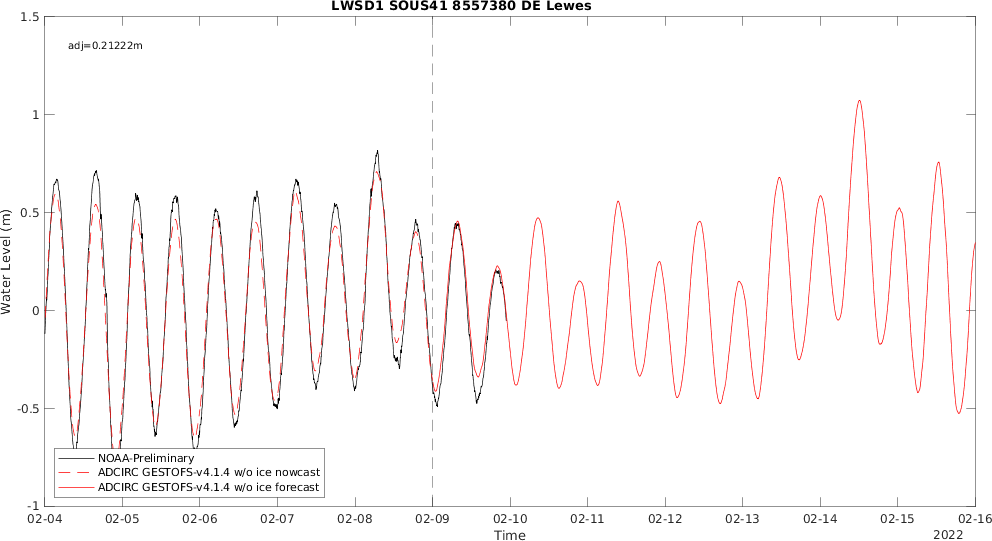 LWSD1 SOUS41 8557380 DE Lewes
adj=0.21222m
1.5
1
0.5
0
-0.5
-1
Water Level (m)
NOAA-Preliminary
ADCIRC GESTOFS-v4.1.4 w/o ice nowcast
ADCIRC GESTOFS-v4.1.4 w/o ice forecast
02-04 02-05 02-06 02-07 02-08 02-09 02-10 02-11 02-12 02-13 02-14 02-15 02-16
Time
2022